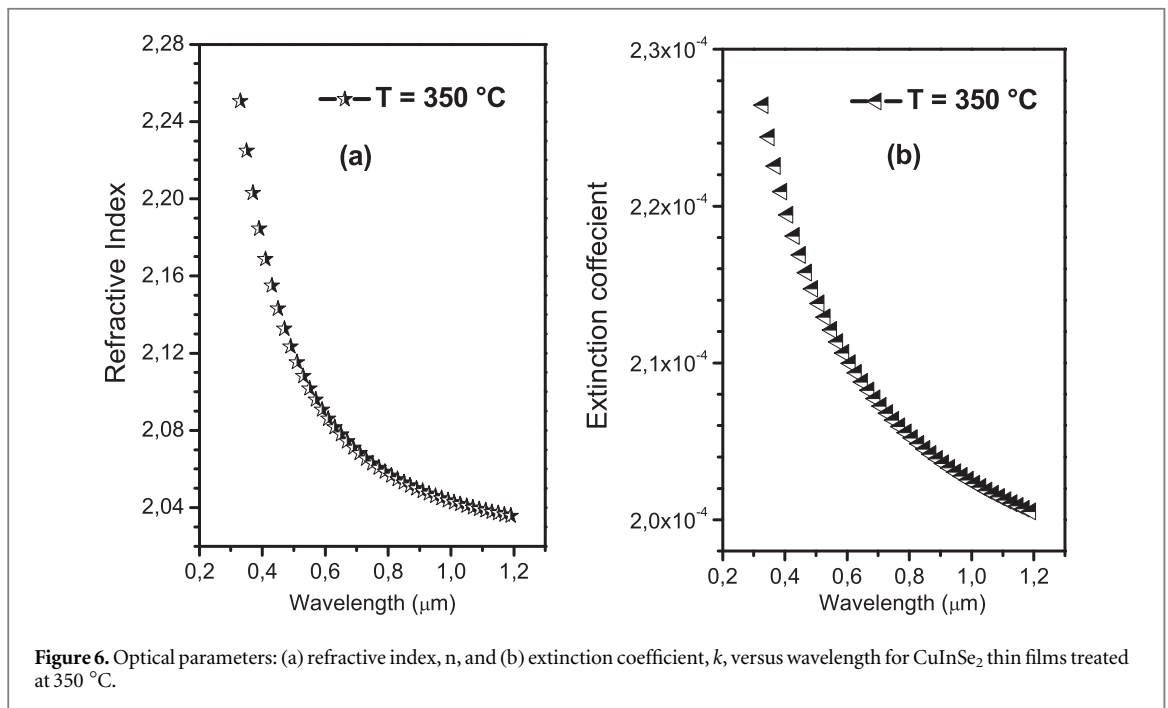 2,28
2,24
2,20
2,16
2,12
2,08
2,04
0,2 0,4 0,6 0,8 1,0 1,2
Refractive Index
Wavelength (μm)
T = 350 °C
(a)
2,3x10⁻⁴
2,2x10⁻⁴
2,1x10⁻⁴
2,0x10⁻⁴
0,2 0,4 0,6 0,8 1,0 1,2
Extinction coffecient
Wavelength (μm)
T = 350 °C
(b)
Figure 6. Optical parameters: (a) refractive index, n, and (b) extinction coefficient, k, versus wavelength for CuInSe₂ thin films treated
at 350 °C.